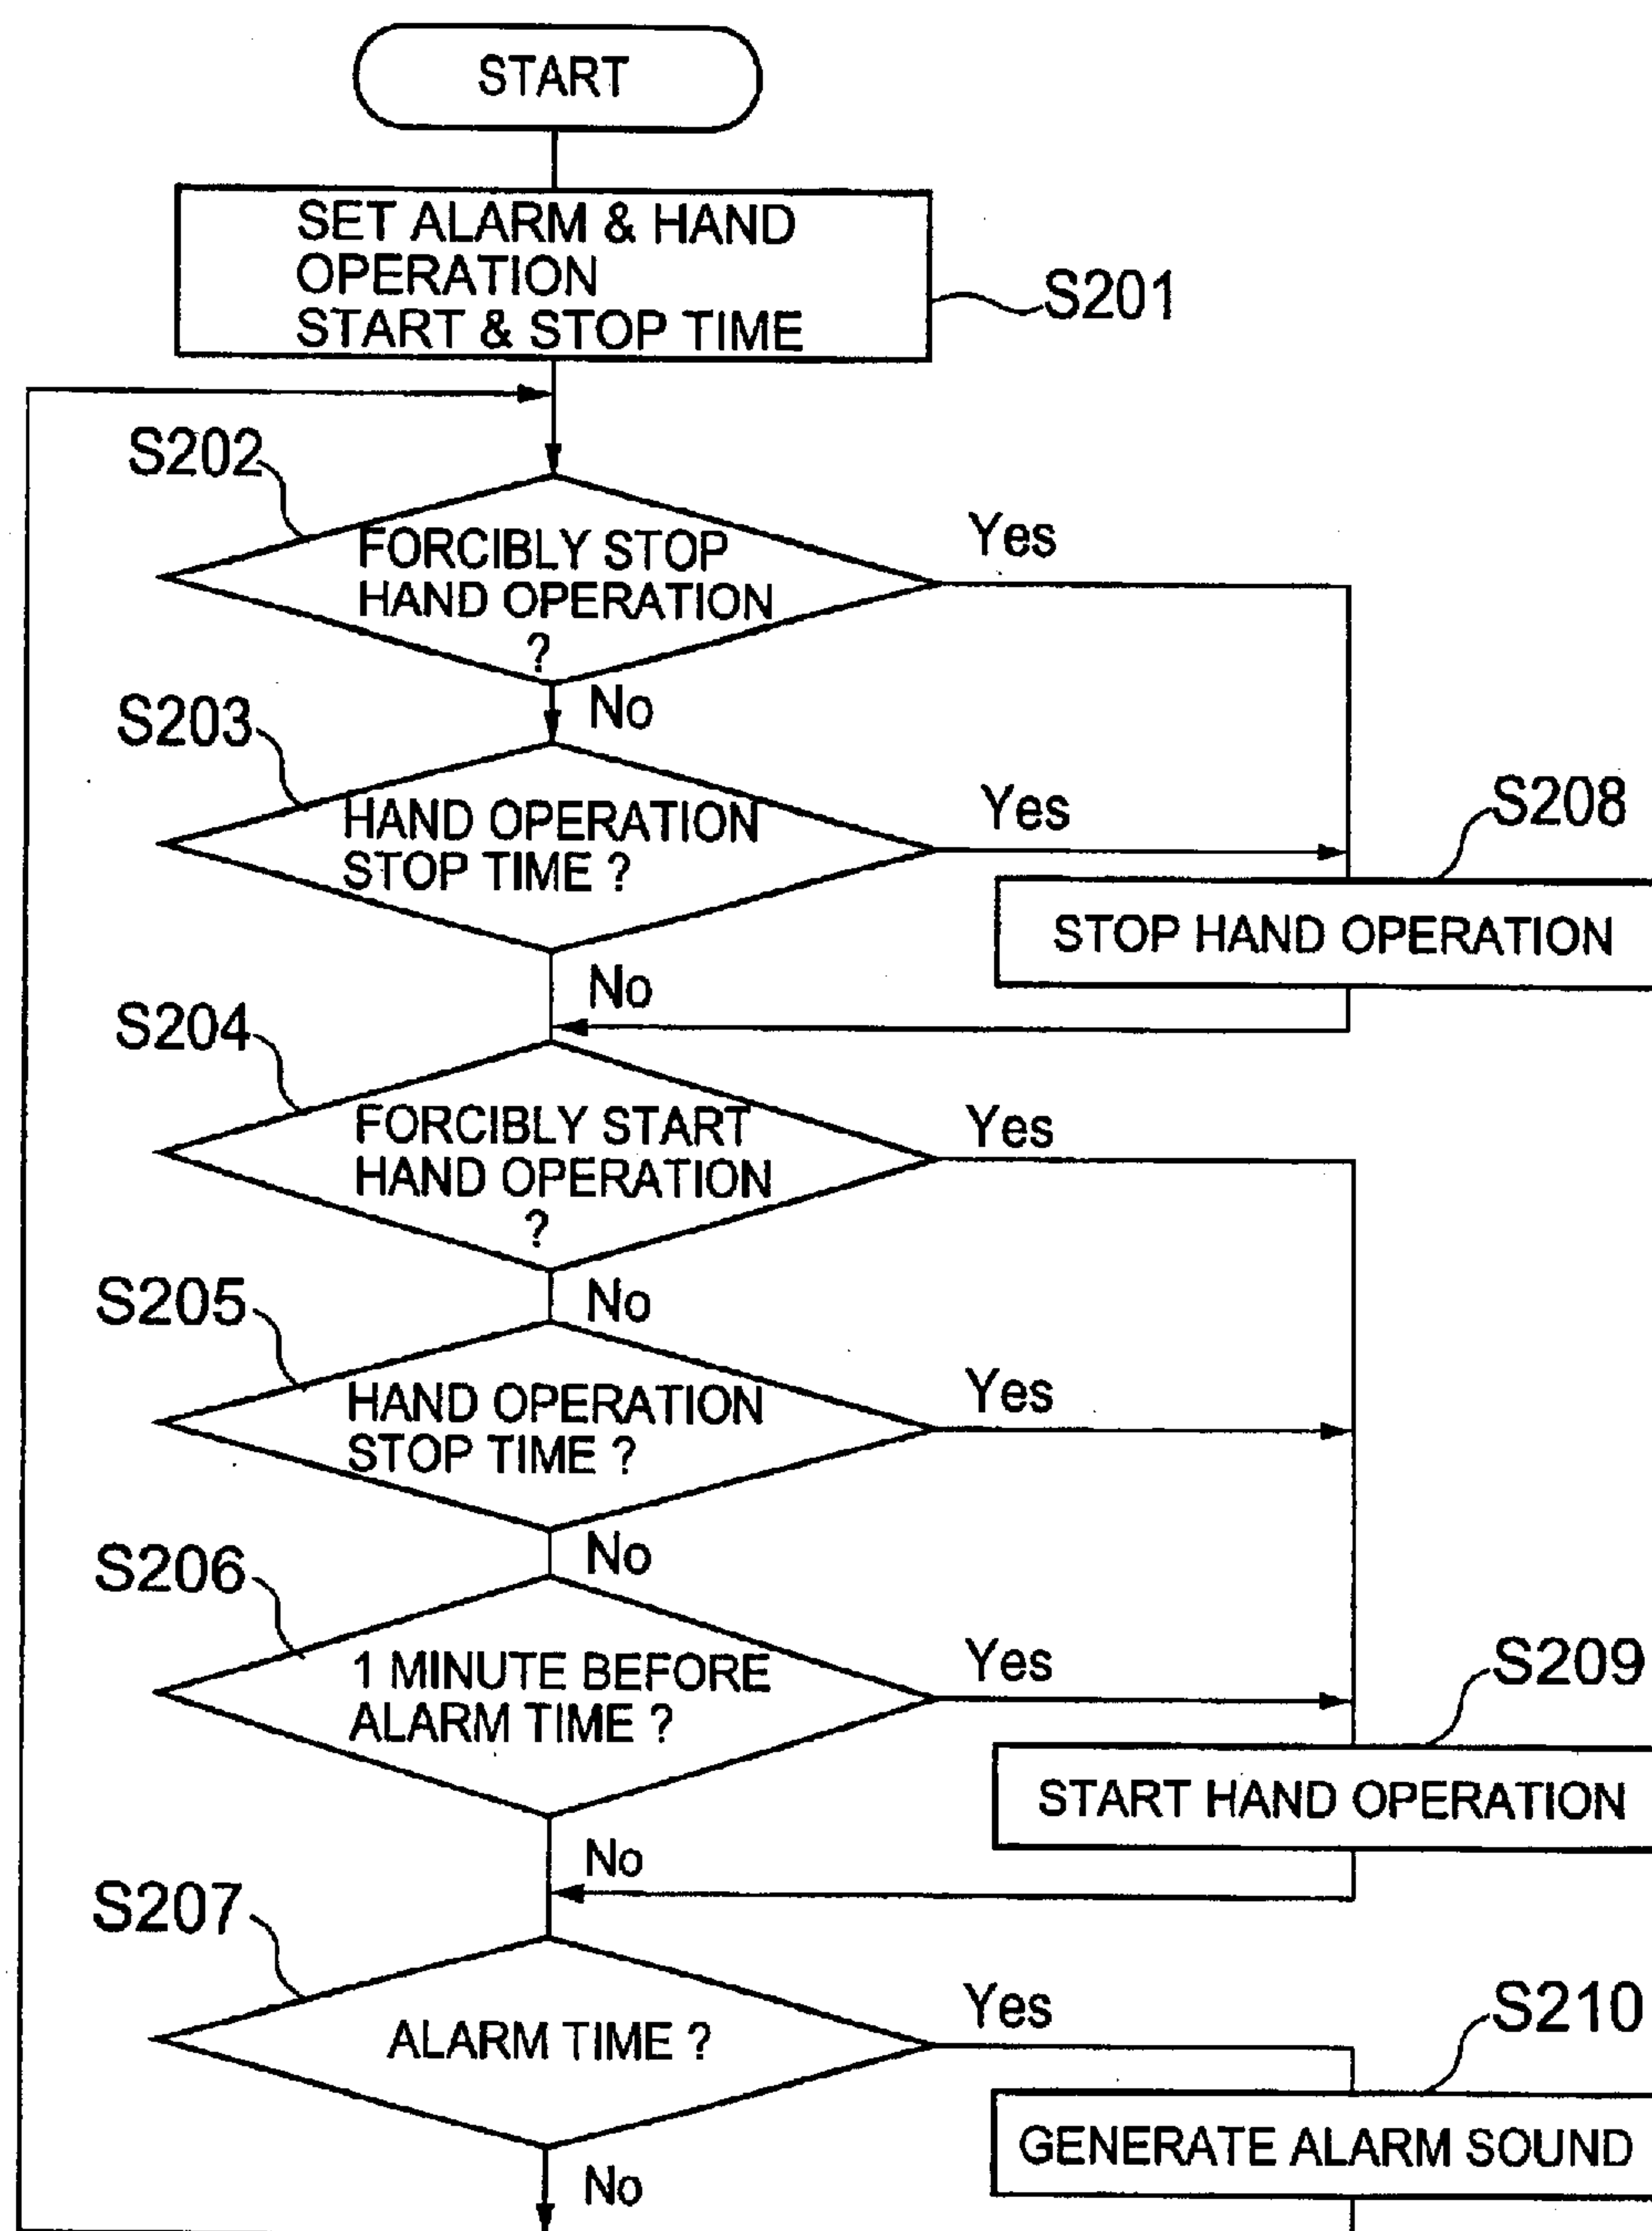 START
SET ALARM & HAND
OPERATION
START & STOP TIME
S201
S202
FORCIBLY STOP
HAND OPERATION
?
Yes
No
S203
HAND OPERATION
STOP TIME ?
Yes
S208
STOP HAND OPERATION
No
S204
FORCIBLY START
HAND OPERATION
?
Yes
No
S205
HAND OPERATION
STOP TIME ?
Yes
No
S206
1 MINUTE BEFORE
ALARM TIME ?
Yes
S209
START HAND OPERATION
No
S207
ALARM TIME ?
Yes
S210
GENERATE ALARM SOUND
No